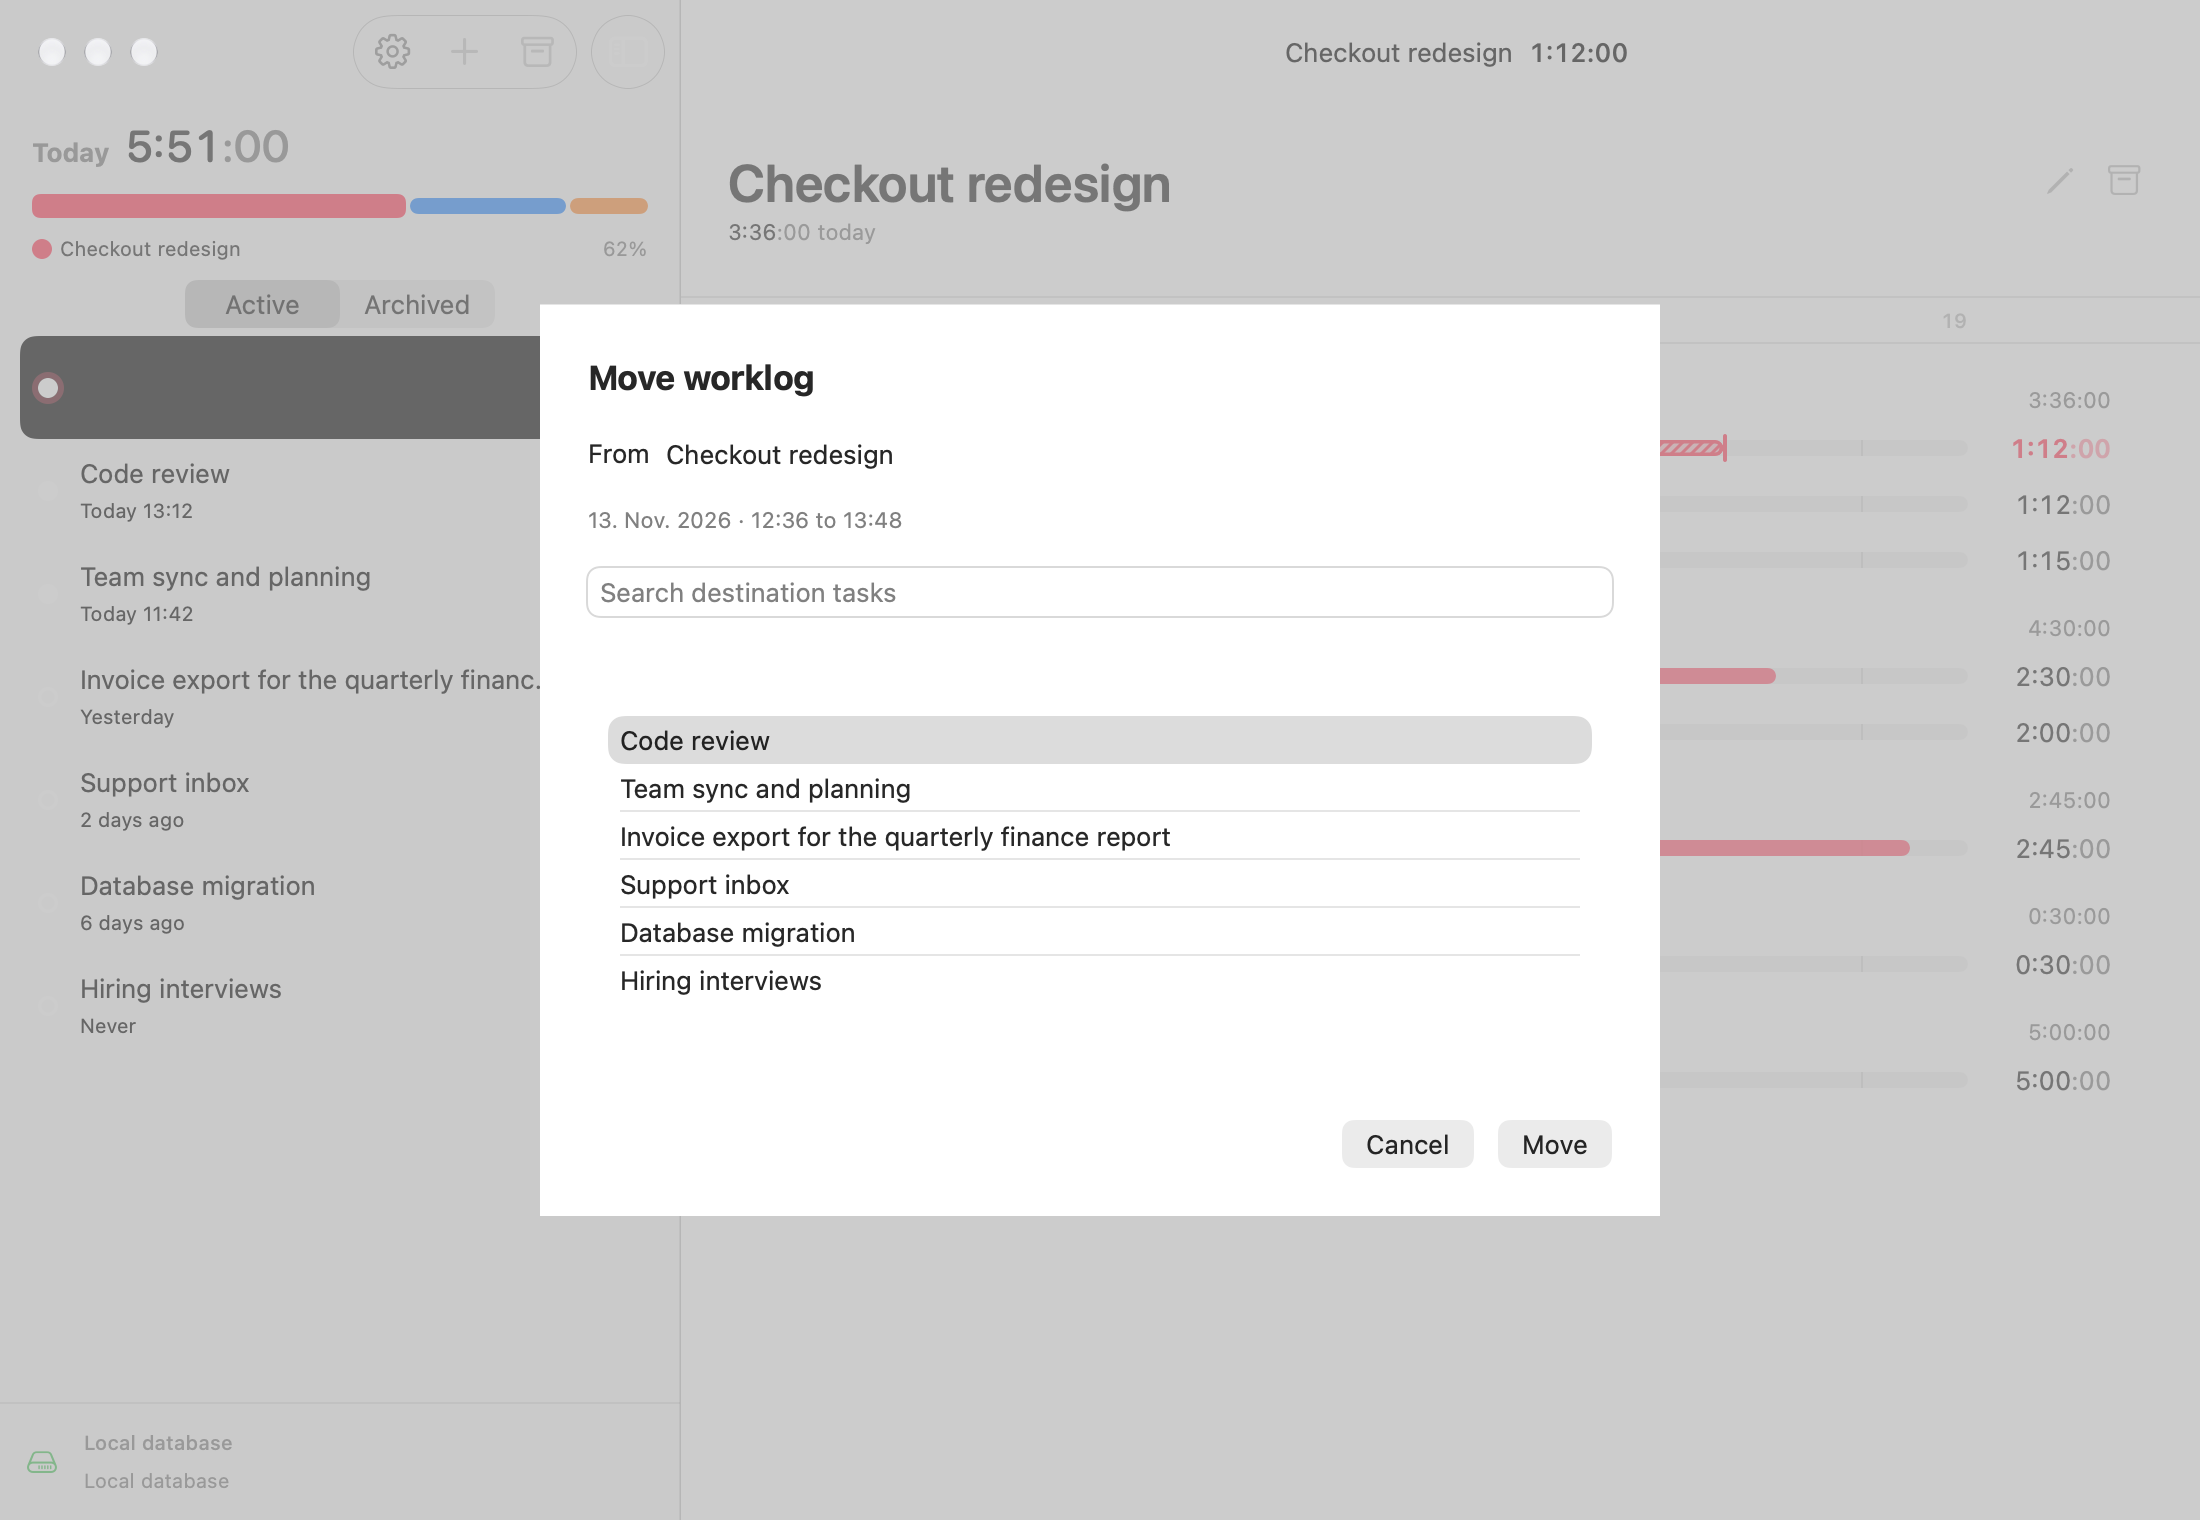 Checkout redesign 1:12:00
Today 5:51:00
Checkout redesign 62%
Active Archived
Code review
Today 13:12
Team sync and planning
Today 11:42
Invoice export for the quarterly financ.
Yesterday
Support inbox
2 days ago
Database migration
6 days ago
Hiring interviews
Never
Local database
Local database
Checkout redesign
3:36:00 today
19
3:36:00
1:12:00
1:12:00
1:15:00
4:30:00
2:30:00
2:00:00
2:45:00
2:45:00
0:30:00
0:30:00
5:00:00
5:00:00
Move worklog
From Checkout redesign
13. Nov. 2026 · 12:36 to 13:48
Search destination tasks
Code review
Team sync and planning
Invoice export for the quarterly finance report
Support inbox
Database migration
Hiring interviews
Cancel Move